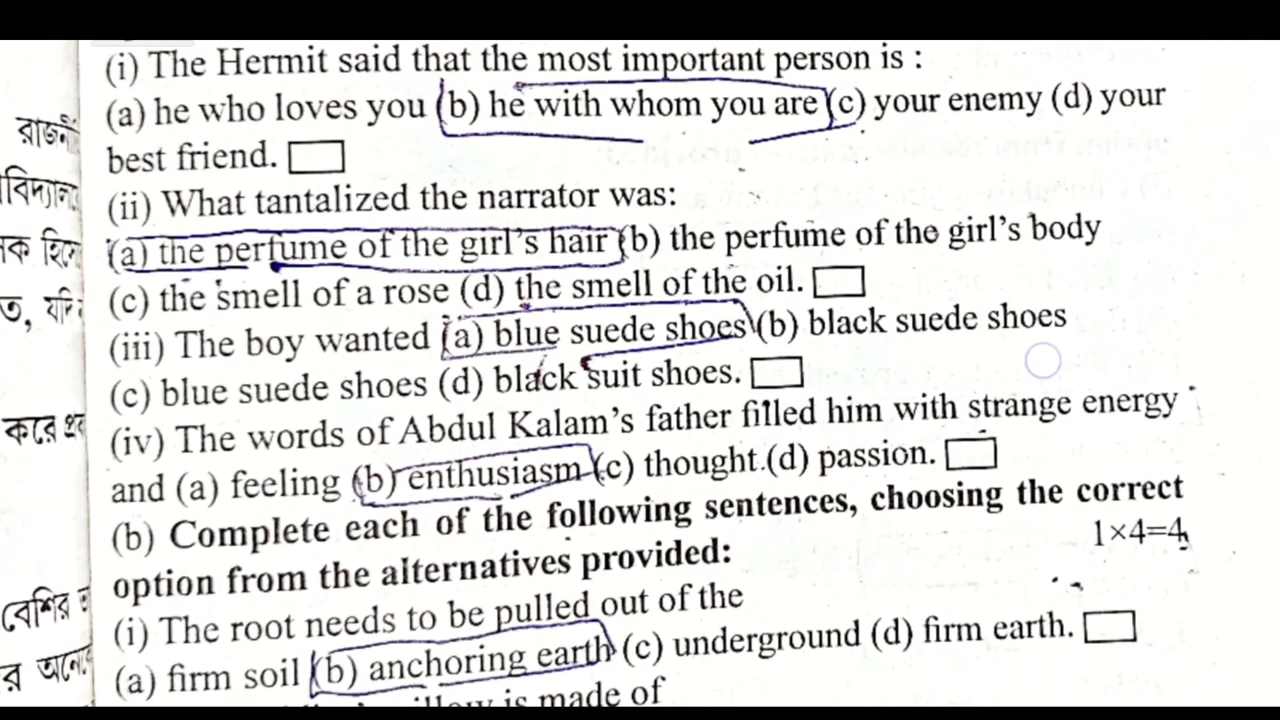 (i) The Hermit said that the most important person is :
(a) he who loves you (b) he with whom you are (c) your enemy (d) your
best friend.
(ii) What tantalized the narrator was:
(a) the perfume of the girl's hair (b) the perfume of the girl's body
(c) the smell of a rose (d) the smell of the oil.
(iii) The boy wanted (a) blue suede shoes (b) black suede shoes
(c) blue suede shoes (d) black suit shoes.
(iv) The words of Abdul Kalam's father filled him with strange energy
and (a) feeling (b) enthusiasm (c) thought (d) passion.
(b) Complete each of the following sentences, choosing the correct
option from the alternatives provided:
1×4=4
(i) The root needs to be pulled out of the
(a) firm soil (b) anchoring earth (c) underground (d) firm earth.
is made of
করে
বেশির